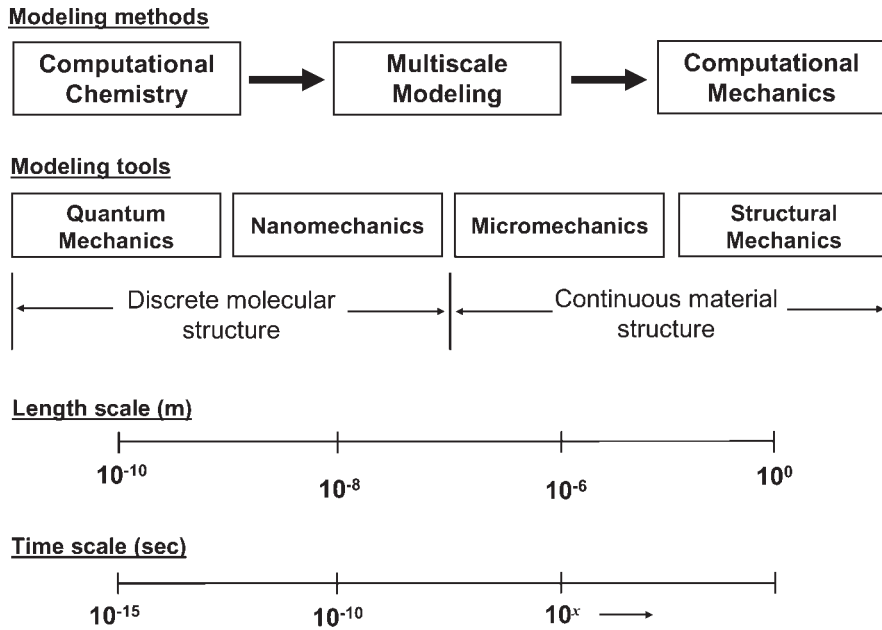 Modeling methods
Computational
Chemistry
Multiscale
Modeling
Computational
Mechanics
Modeling tools
Quantum
Mechanics
Nanomechanics
Micromechanics
Structural
Mechanics
Discrete molecular
structure
Continuous material
structure
Length scale (m)
10⁻¹⁰
10⁻⁸
10⁻⁶
10⁰
Time scale (sec)
10⁻¹⁵
10⁻¹⁰
10ˣ